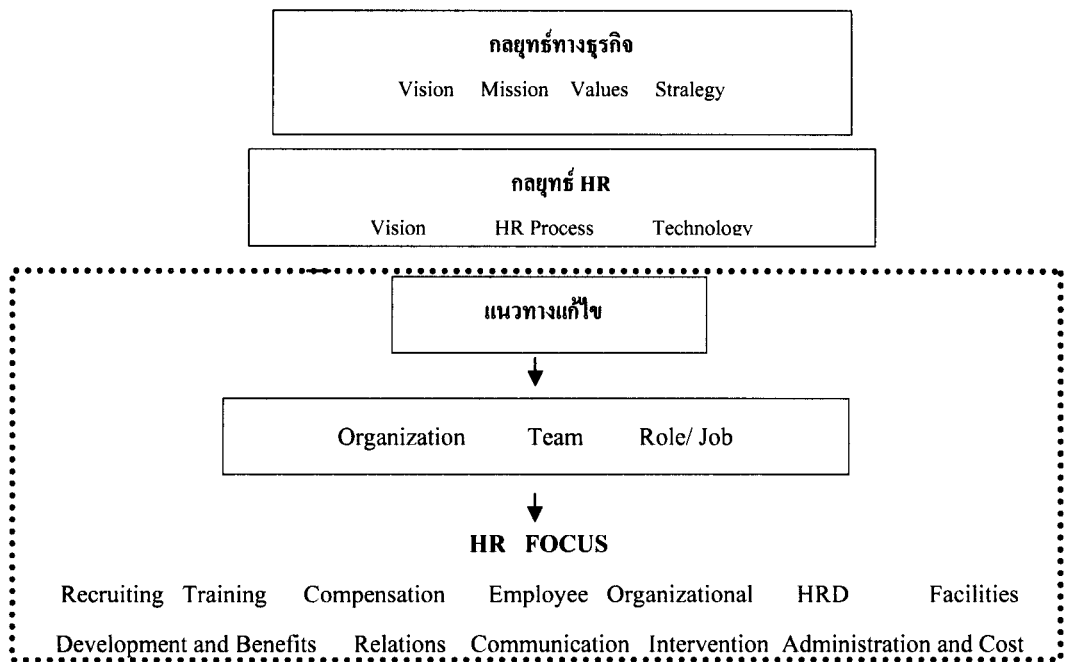 กลยุทธ์ทางธุรกิจ
Vision Mission Values Stralegy
กลยุทธ์ HR
Vision HR Process Technology
แนวทางแก้ไข
Organization Team Role/ Job
HR FOCUS
Recruiting Training Compensation Employee Organizational HRD Facilities
Development and Benefits Relations Communication Intervention Administration and Cost